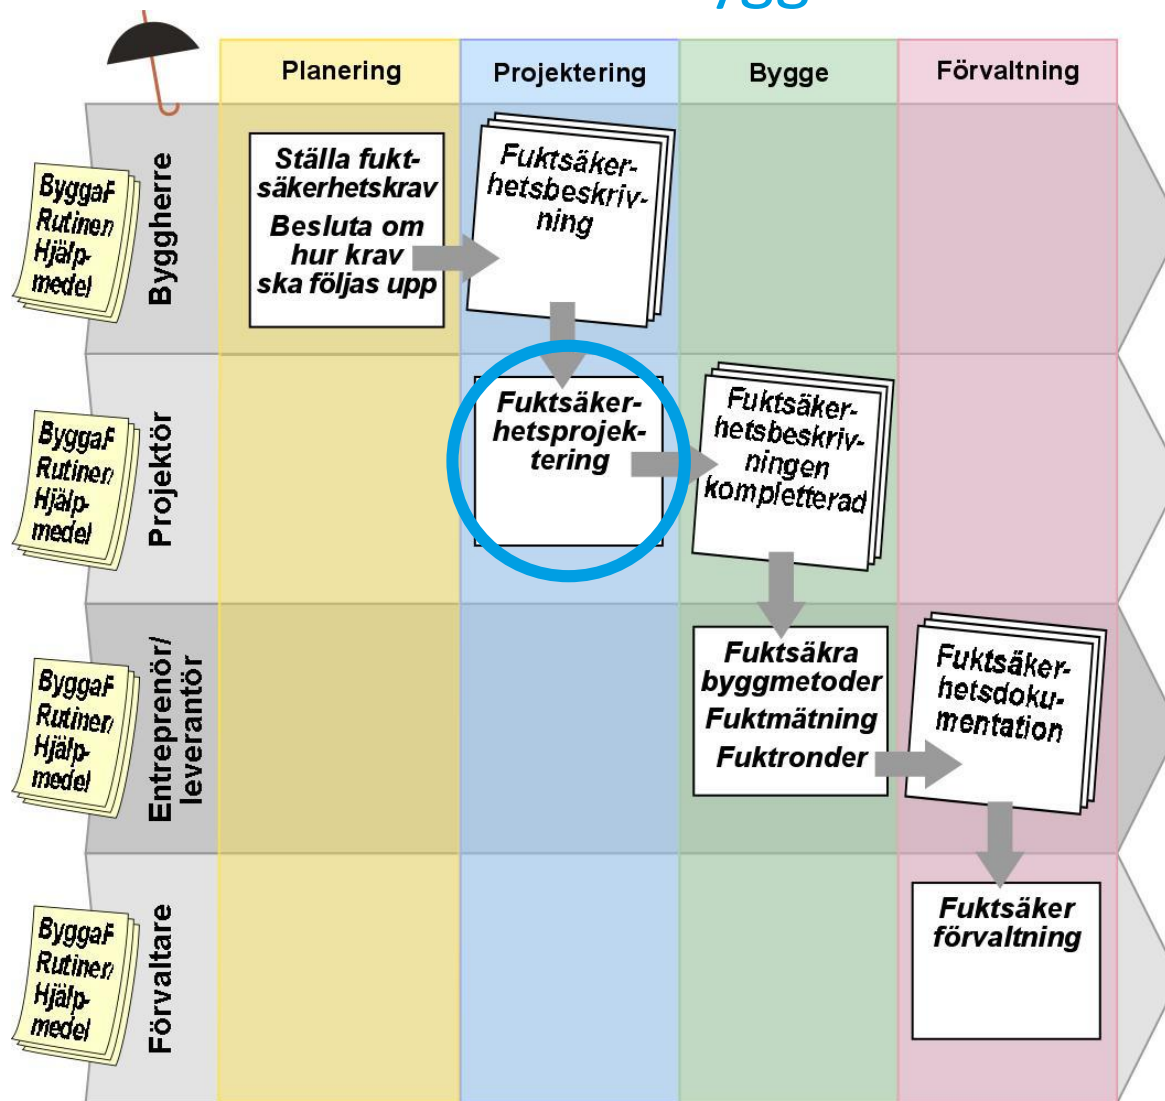 Planering
Projektering
Bygge
Förvaltning
ByggaF
Rutiner/
Hjälp-
medel
Byggherre
Ställa fukt-
säkerhetskrav
Besluta om
hur krav
ska följas upp
Fuktsäker-
hetsbeskriv-
ning
ByggaF
Rutiner/
Hjälp-
medel
Projektör
Fuktsäker-
hetsprojek-
tering
Fuktsäker-
hetsbeskriv-
ningen
kompletterad
ByggaF
Rutiner/
Hjälp-
medel
Entreprenör/
leverantör
Fuktsäkra
byggmetoder
Fuktmätning
Fuktronder
Fuktsäker-
hetsdoku-
mentation
ByggaF
Rutiner/
Hjälp-
medel
Förvaltare
Fuktsäker
förvaltning